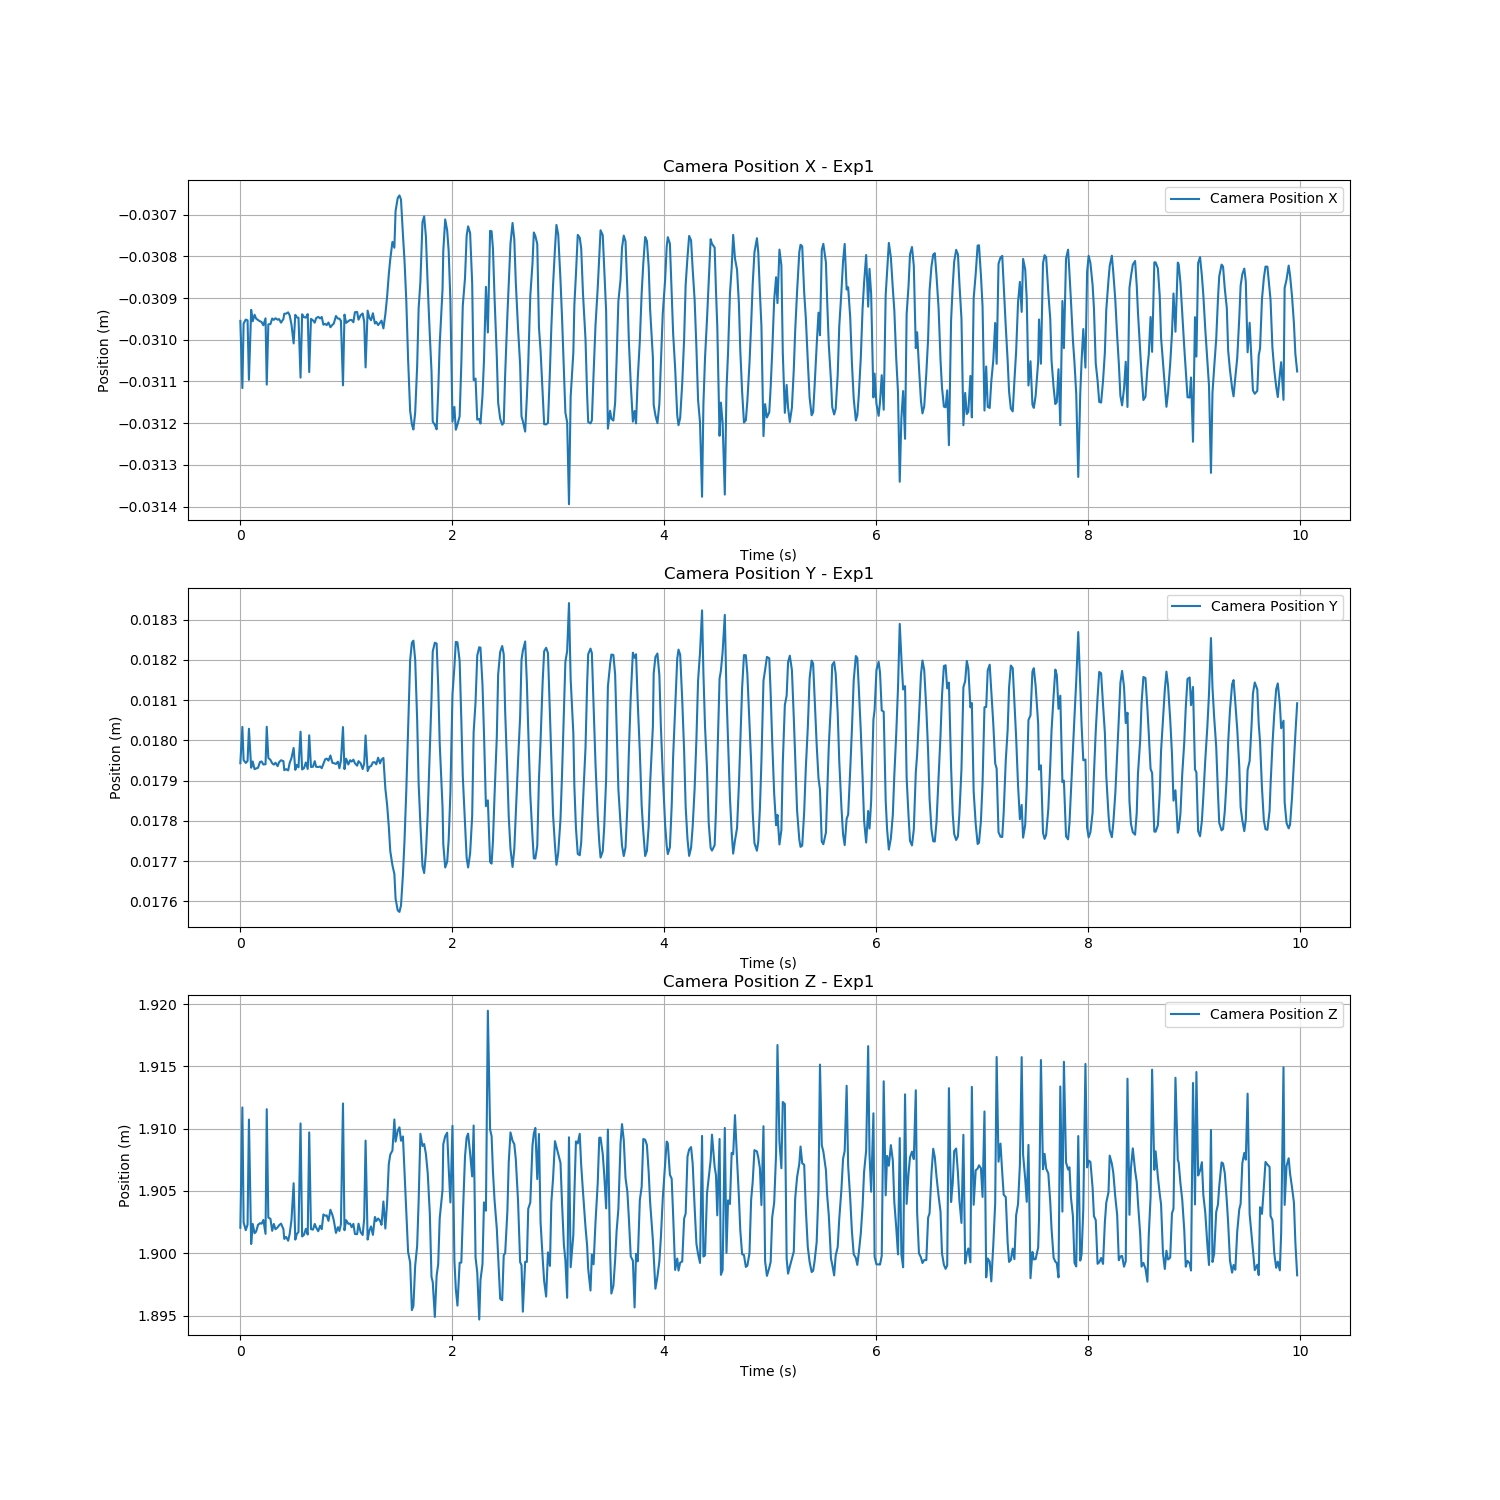 Camera Position X - Exp1
Camera Position X
−0.0307
−0.0308
−0.0309
−0.0310
−0.0311
−0.0312
−0.0313
−0.0314
Position (m)
0 2 4 6 8 10
Time (s)
Camera Position Y - Exp1
Camera Position Y
0.0183
0.0182
0.0181
0.0180
0.0179
0.0178
0.0177
0.0176
Position (m)
0 2 4 6 8 10
Time (s)
Camera Position Z - Exp1
Camera Position Z
1.920
1.915
1.910
1.905
1.900
1.895
Position (m)
0 2 4 6 8 10
Time (s)